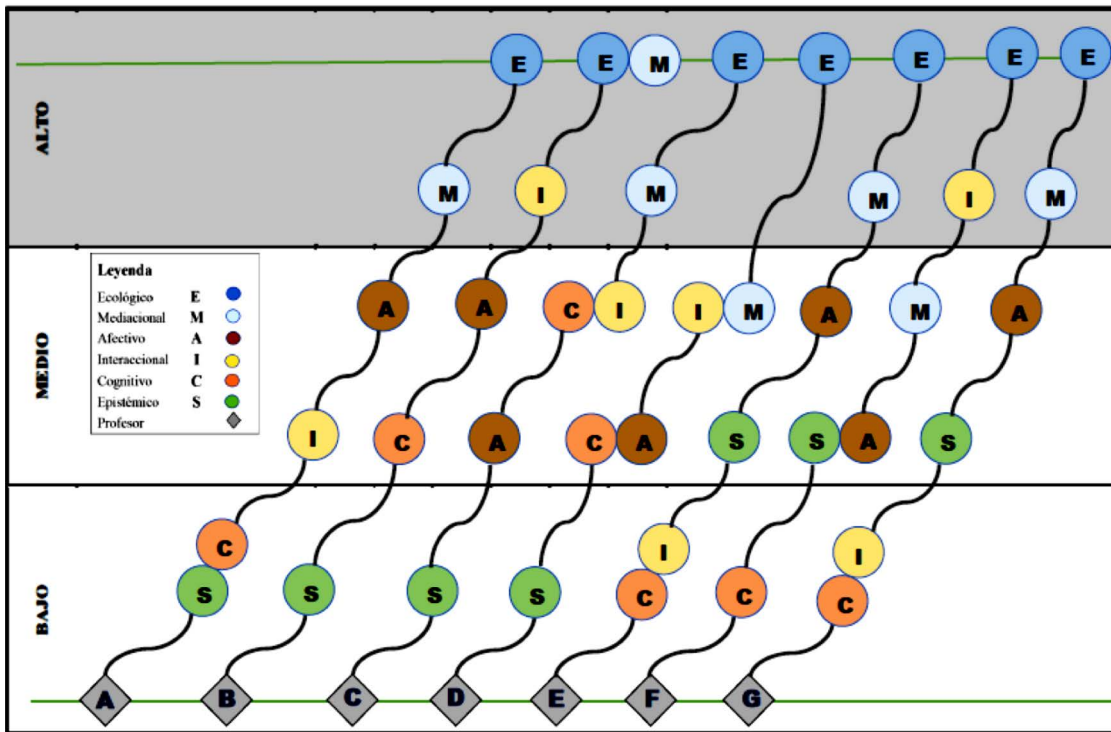 E E M E E E E E
ALTO
M I M M I M
A A C I I M A M A
MEDIO
Leyenda
Ecológico E
Mediacional M
Afectivo A
Interaccional I
Cognitivo C
Epistémico S
Profesor
I C A C A S S A S
C I I
BAJO
S S S S C C C
A B C D E F G